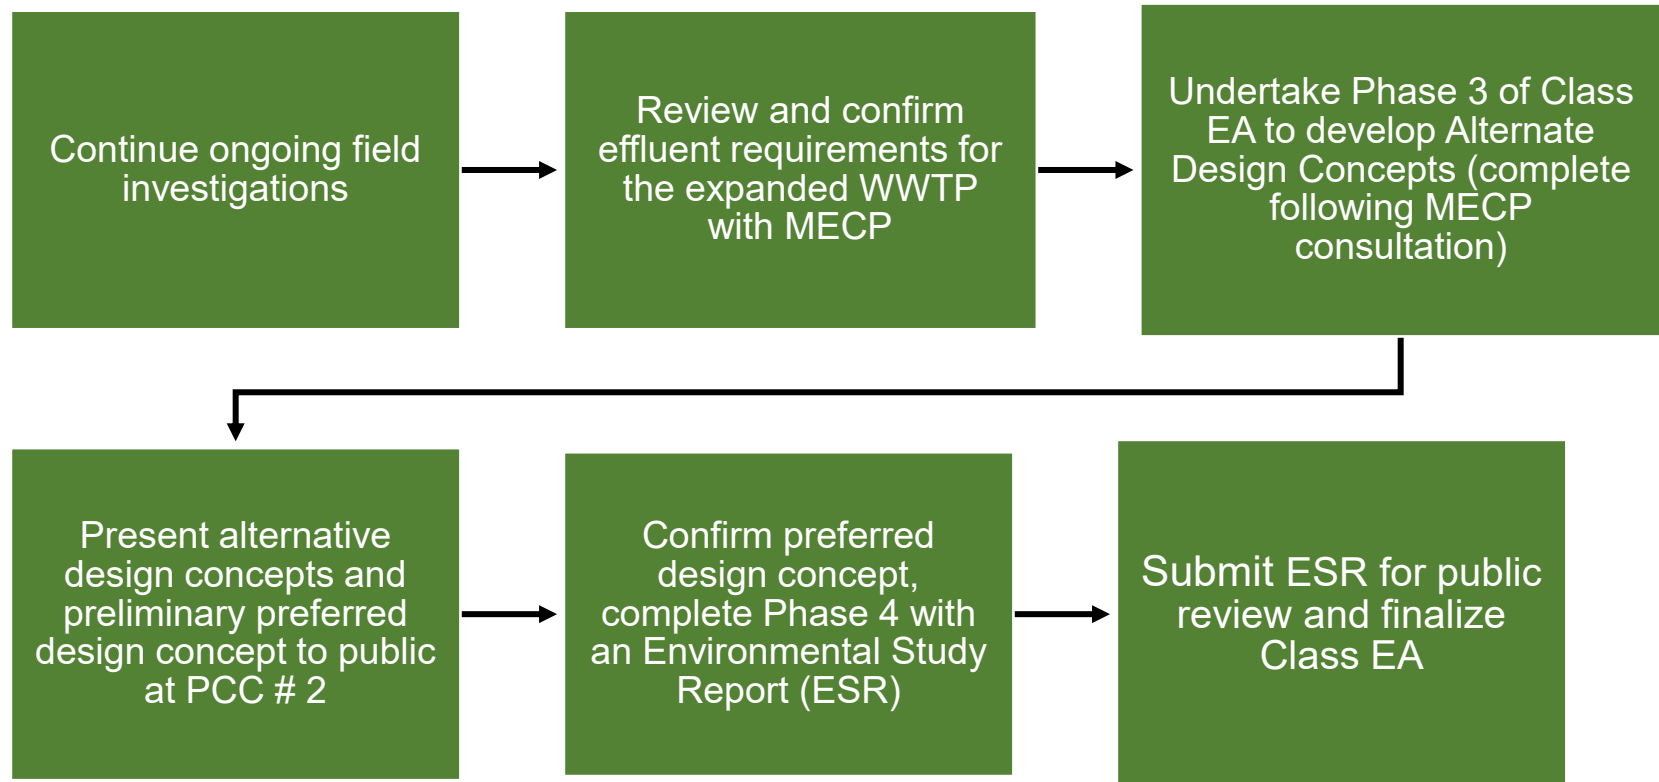 Continue ongoing field
investigations
Review and confirm
effluent requirements for
the expanded WWTP
with MECP
Undertake Phase 3 of Class
EA to develop Alternate
Design Concepts (complete
following MECP
consultation)
Present alternative
design concepts and
preliminary preferred
design concept to public
at PCC # 2
Confirm preferred
design concept,
complete Phase 4 with
an Environmental Study
Report (ESR)
Submit ESR for public
review and finalize
Class EA